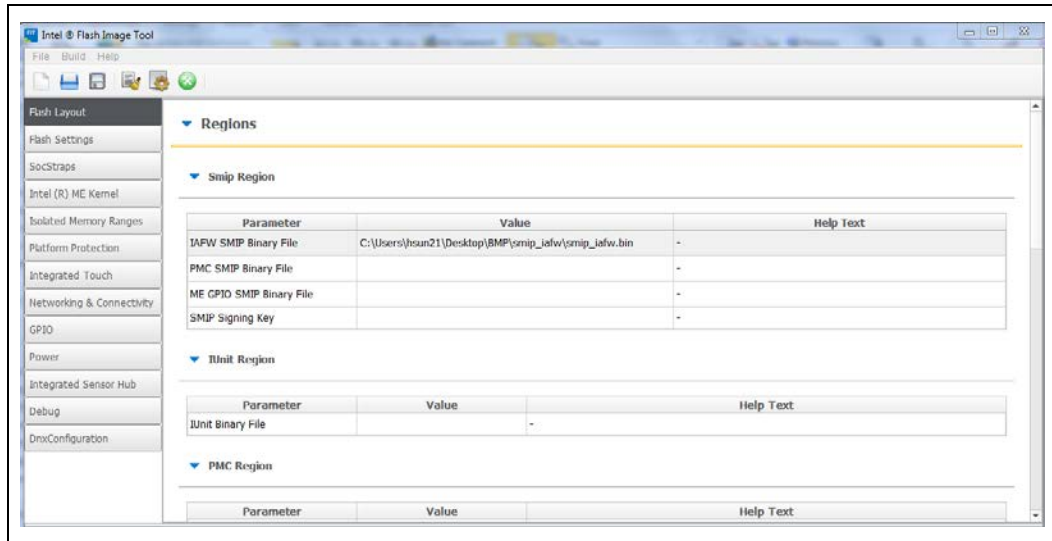 Intel ® Flash Image Tool
File Build Help
Flash Layout
Flash Settings
SocStraps
Intel (R) ME Kernel
Isolated Memory Ranges
Platform Protection
Integrated Touch
Networking & Connectivity
GPIO
Power
Integrated Sensor Hub
Debug
DnxConfiguration
Regions
Smip Region
Parameter Value Help Text
IAFW SMIP Binary File C:\Users\hsun21\Desktop\BMP\smip_iafw\smip_iafw.bin -
PMC SMIP Binary File -
ME GPIO SMIP Binary File -
SMIP Signing Key -
IUnit Region
Parameter Value Help Text
IUnit Binary File -
PMC Region
Parameter Value Help Text